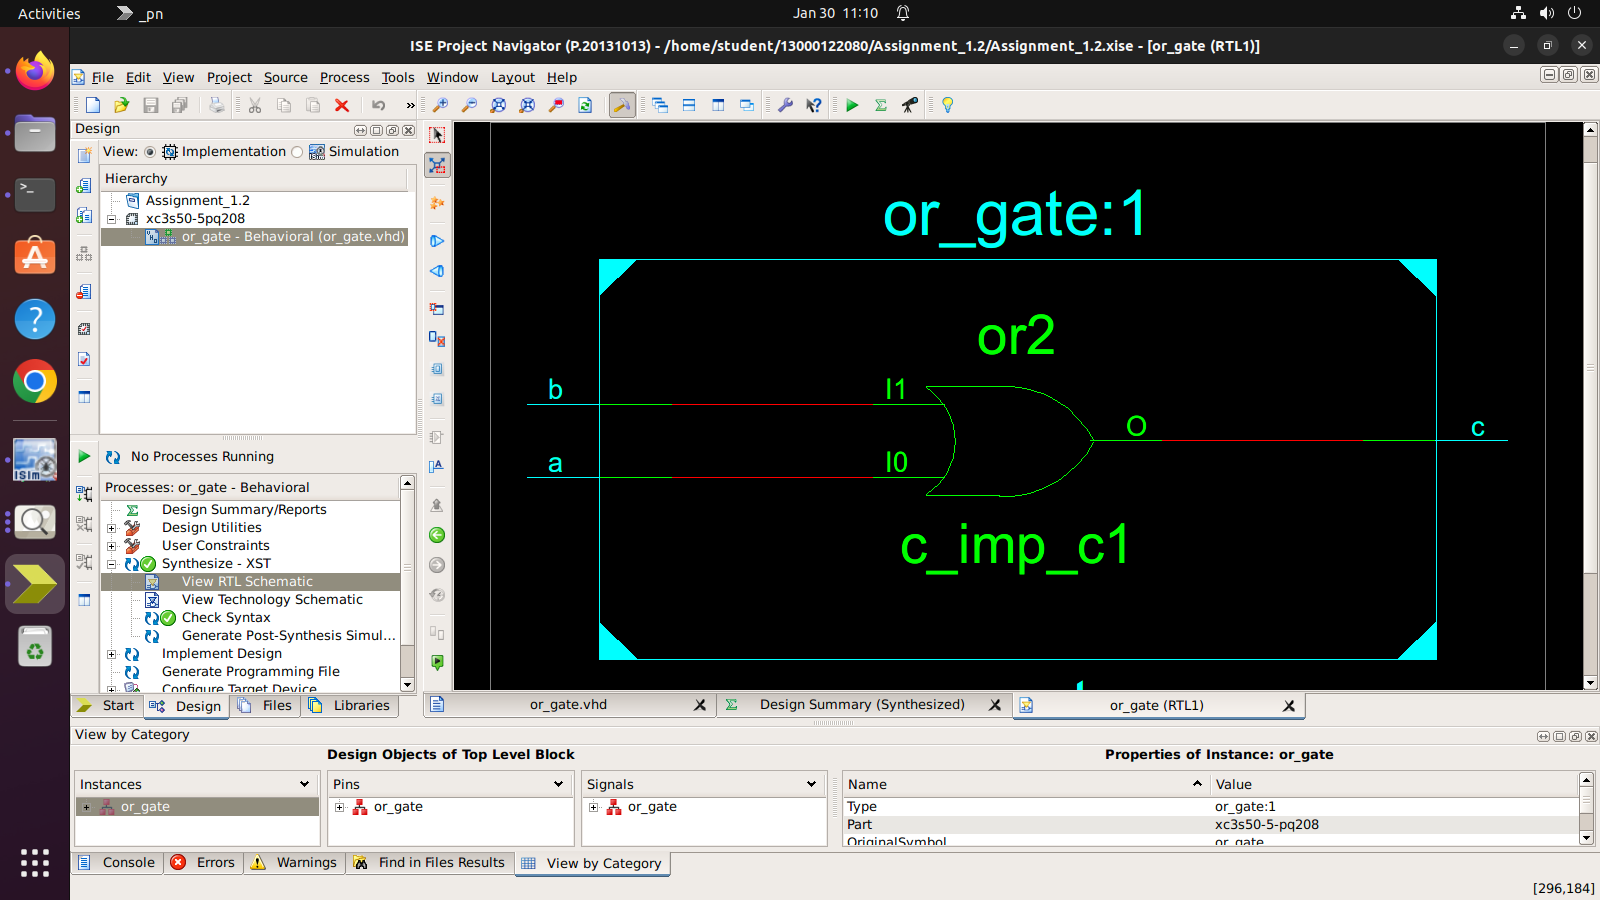 Activities
_pn
Jan 30 11:10
ISE Project Navigator (P.20131013) - /home/student/13000122080/Assignment_1.2/Assignment_1.2.xise - [or_gate (RTL1)]
File Edit View Project Source Process Tools Window Layout Help
Design
View: Implementation Simulation
Hierarchy
Assignment_1.2
xc3s50-5pq208
or_gate - Behavioral (or_gate.vhd)
No Processes Running
Processes: or_gate - Behavioral
Design Summary/Reports
Design Utilities
User Constraints
Synthesize - XST
View RTL Schematic
View Technology Schematic
Check Syntax
Generate Post-Synthesis Simul...
Implement Design
Generate Programming File
Configure Target Device
Start Design Files Libraries
or_gate:1
or2
b I1
O c
a I0
c_imp_c1
or_gate.vhd Design Summary (Synthesized) or_gate (RTL1)
View by Category
Design Objects of Top Level Block
Properties of Instance: or_gate
Instances Pins Signals
or_gate or_gate or_gate
Name Value
Type or_gate:1
Part xc3s50-5-pq208
OriginalSymbol or_gate
Console Errors Warnings Find in Files Results View by Category
[296,184]
ISim